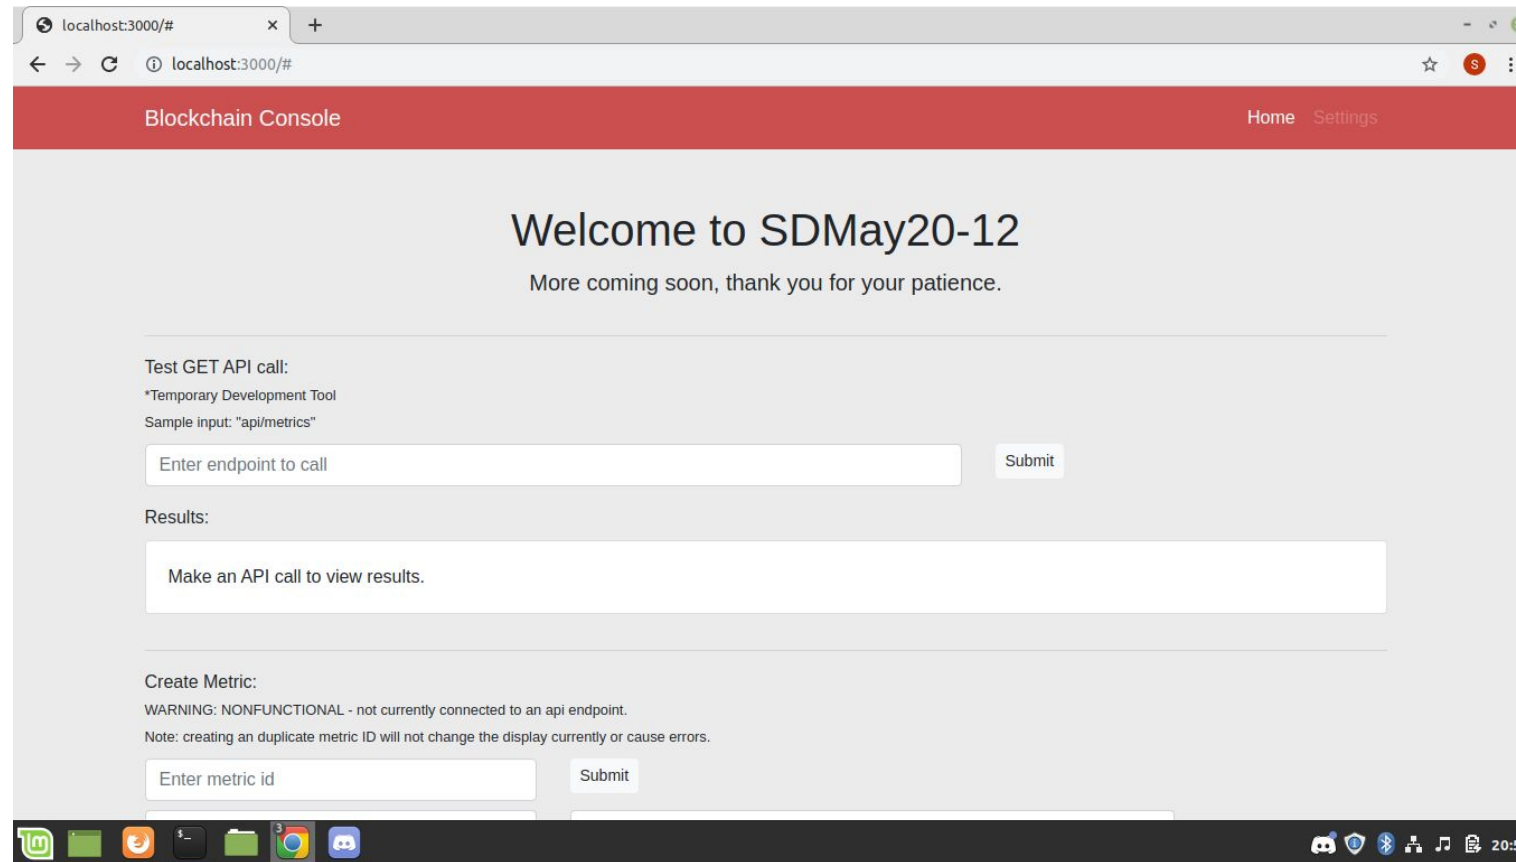 localhost:3000/#
localhost:3000/#
S
Blockchain Console
Home Settings
Welcome to SDMay20-12
More coming soon, thank you for your patience.
Test GET API call:
*Temporary Development Tool
Sample input: "api/metrics"
Enter endpoint to call
Submit
Results:
Make an API call to view results.
Create Metric:
WARNING: NONFUNCTIONAL - not currently connected to an api endpoint.
Note: creating an duplicate metric ID will not change the display currently or cause errors.
Enter metric id
Submit
$_
3